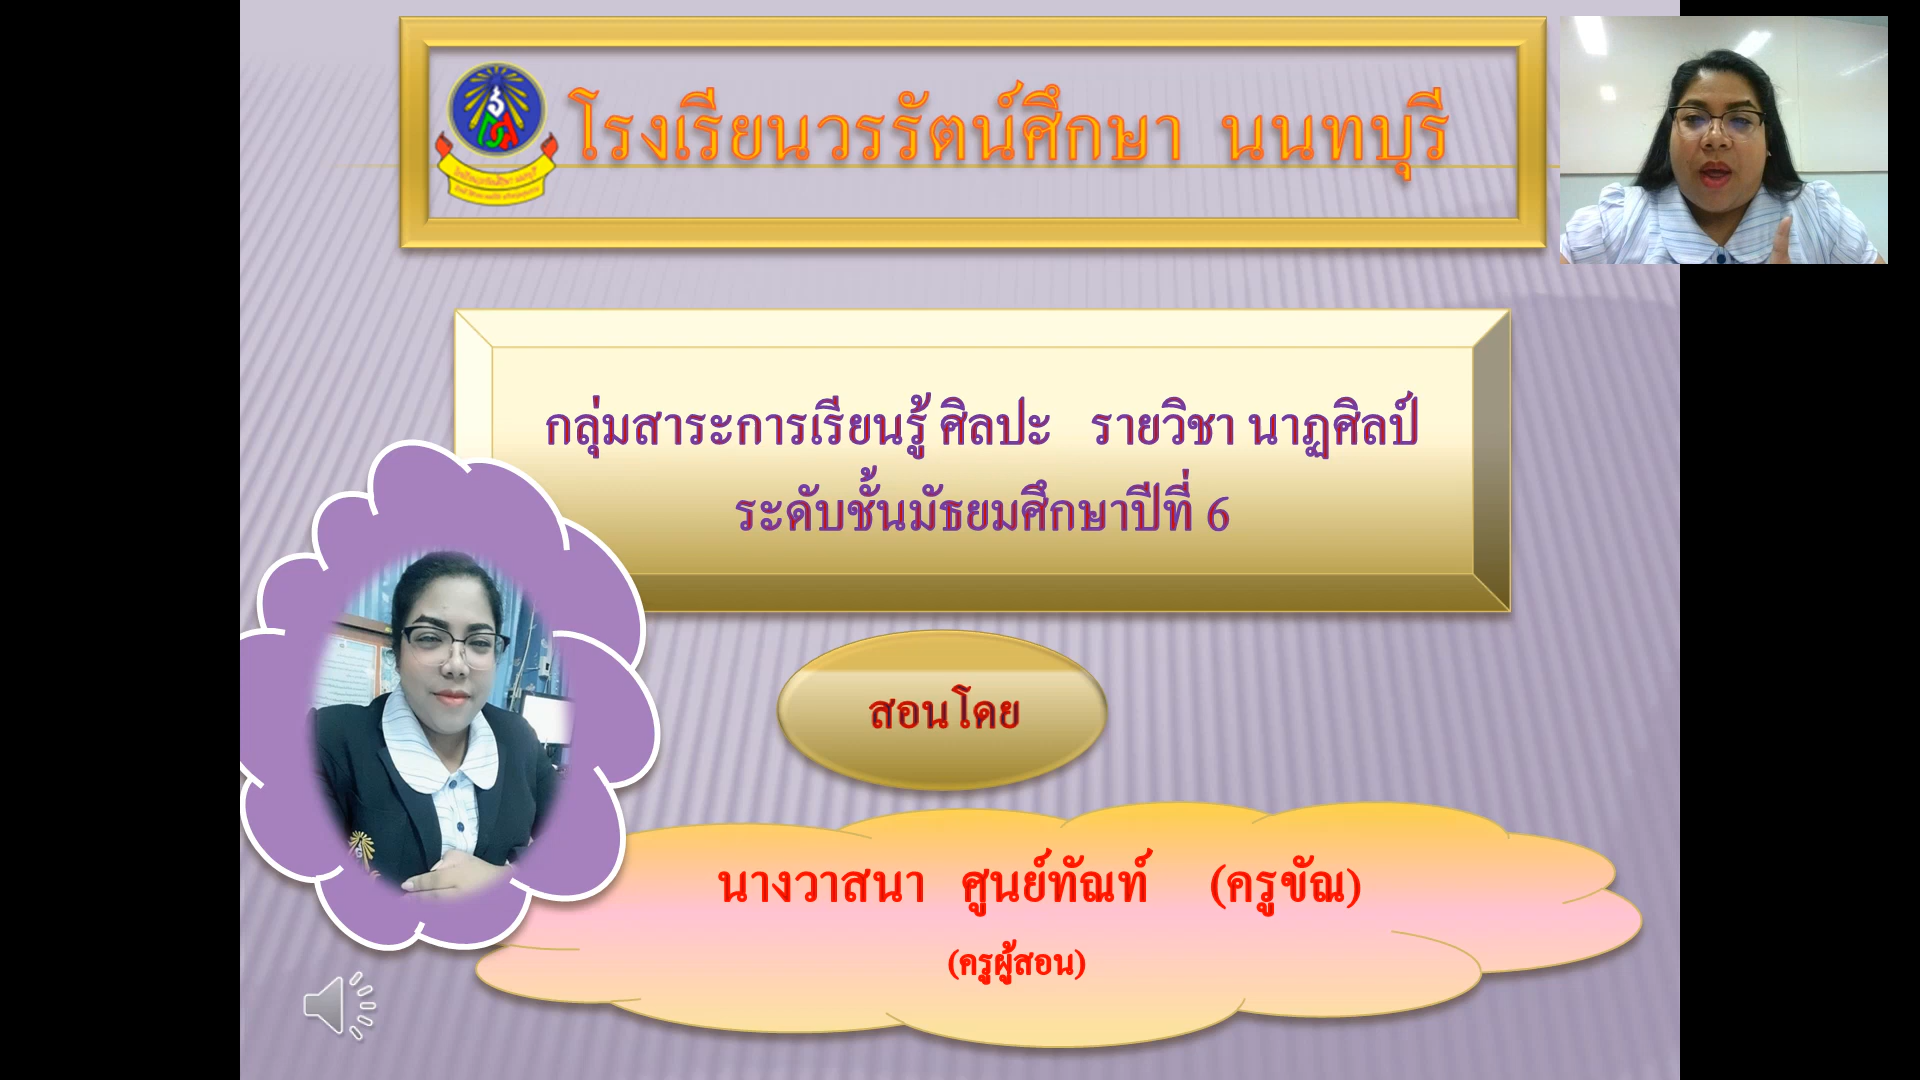 โรงเรียนวรรัตน์ศึกษา นนทบุรี
กลุ่มสาระการเรียนรู้ ศิลปะ รายวิชา นาฏศิลป์
ระดับชั้นมัธยมศึกษาปีที่ 6
สอนโดย
นางวาสนา ศูนย์ทัณฑ์ (ครูขัณ)
(ครูผู้สอน)